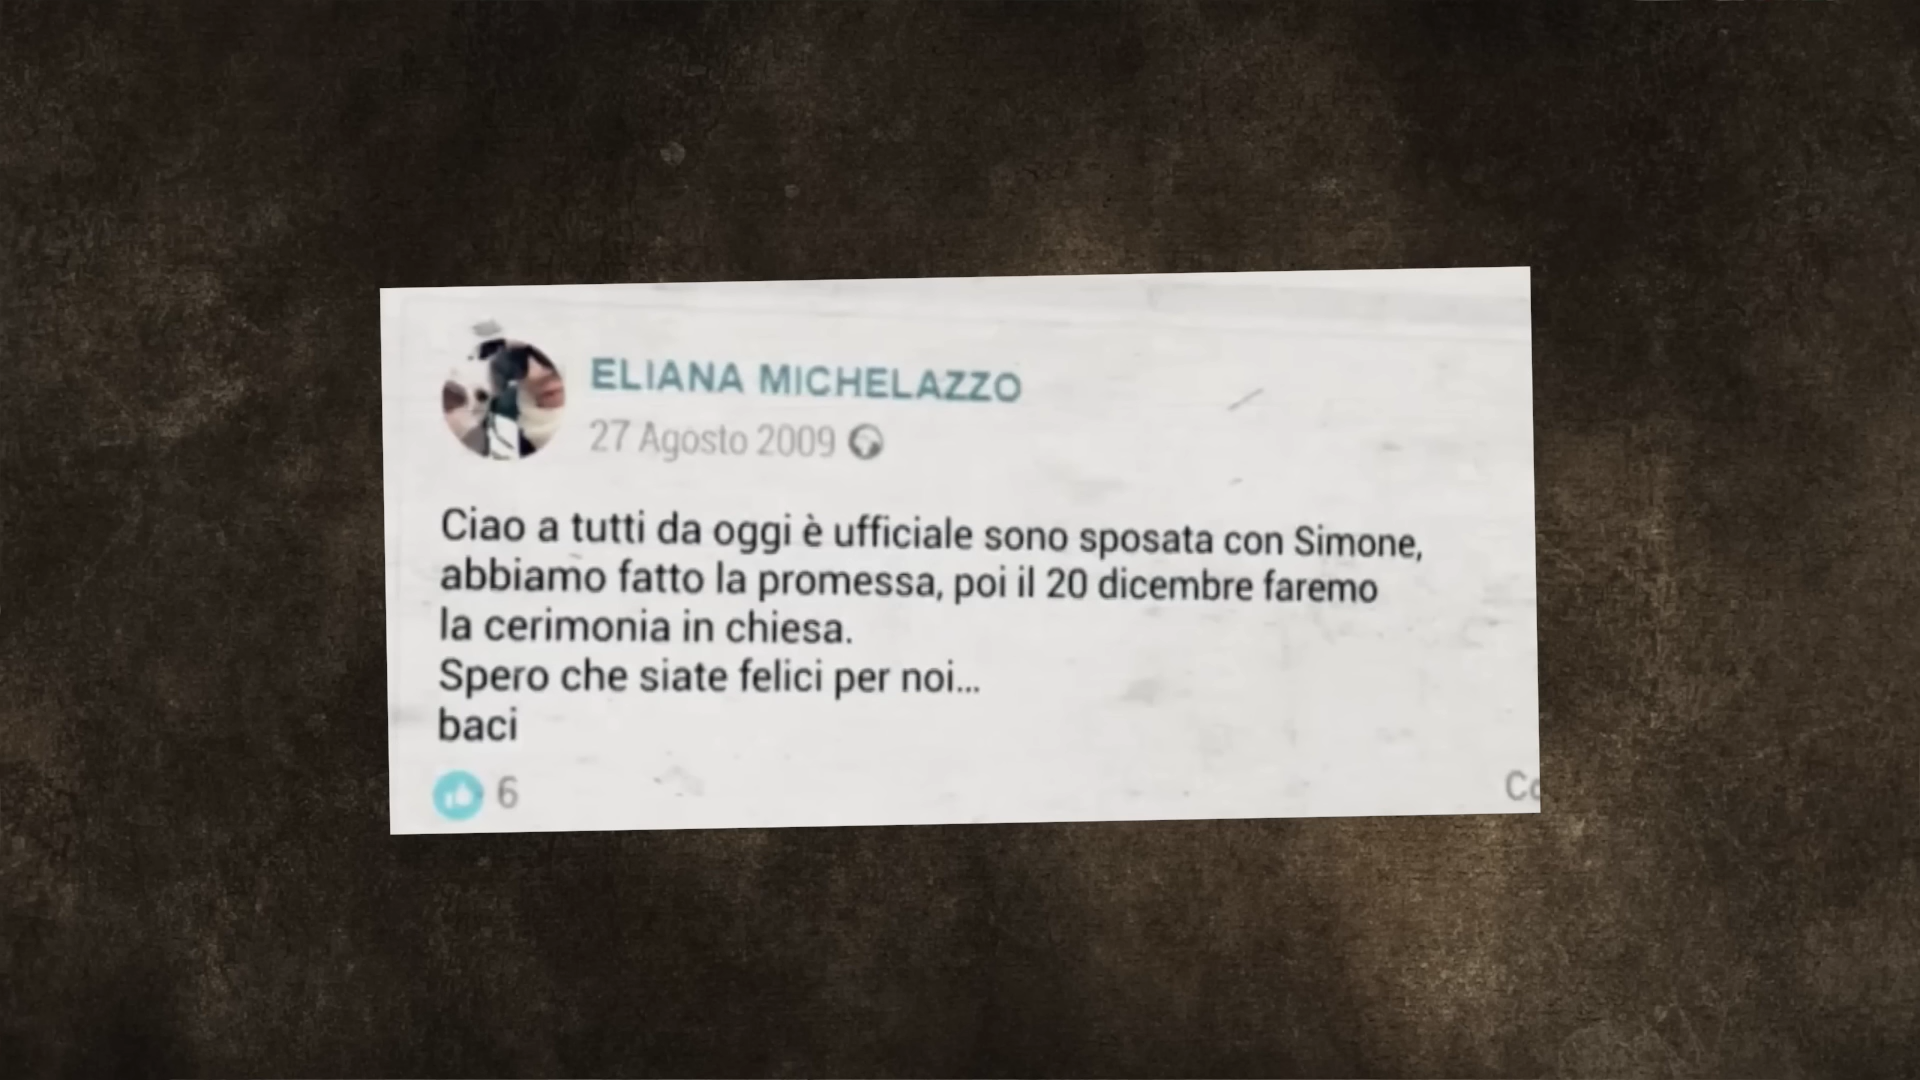 ELIANA MICHELAZZO
27 Agosto 2009
Ciao a tutti da oggi è ufficiale sono sposata con Simone,
abbiamo fatto la promessa, poi il 20 dicembre faremo
la cerimonia in chiesa.
Spero che siate felici per noi...
baci
6